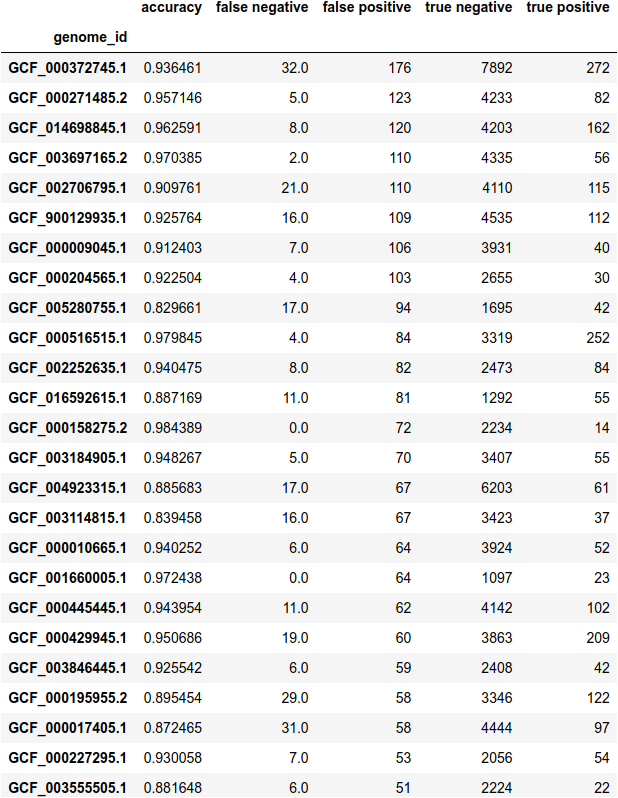 accuracy false negative false positive true negative true positive
genome_id
GCF_000372745.1 0.936461 32.0 176 7892 272
GCF_000271485.2 0.957146 5.0 123 4233 82
GCF_014698845.1 0.962591 8.0 120 4203 162
GCF_003697165.2 0.970385 2.0 110 4335 56
GCF_002706795.1 0.909761 21.0 110 4110 115
GCF_900129935.1 0.925764 16.0 109 4535 112
GCF_000009045.1 0.912403 7.0 106 3931 40
GCF_000204565.1 0.922504 4.0 103 2655 30
GCF_005280755.1 0.829661 17.0 94 1695 42
GCF_000516515.1 0.979845 4.0 84 3319 252
GCF_002252635.1 0.940475 8.0 82 2473 84
GCF_016592615.1 0.887169 11.0 81 1292 55
GCF_000158275.2 0.984389 0.0 72 2234 14
GCF_003184905.1 0.948267 5.0 70 3407 55
GCF_004923315.1 0.885683 17.0 67 6203 61
GCF_003114815.1 0.839458 16.0 67 3423 37
GCF_000010665.1 0.940252 6.0 64 3924 52
GCF_001660005.1 0.972438 0.0 64 1097 23
GCF_000445445.1 0.943954 11.0 62 4142 102
GCF_000429945.1 0.950686 19.0 60 3863 209
GCF_003846445.1 0.925542 6.0 59 2408 42
GCF_000195955.2 0.895454 29.0 58 3346 122
GCF_000017405.1 0.872465 31.0 58 4444 97
GCF_000227295.1 0.930058 7.0 53 2056 54
GCF_003555505.1 0.881648 6.0 51 2224 22